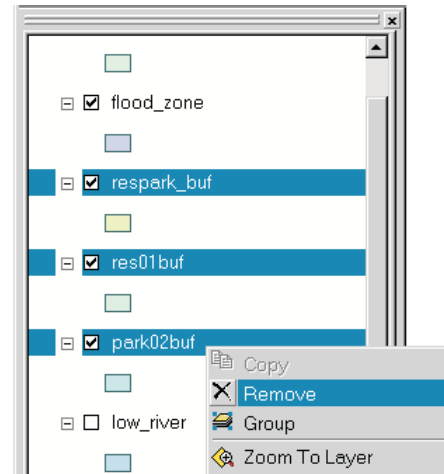 flood_zone
respark_buf
res01buf
park02buf
Copy
Remove
low_river
Group
Zoom To Layer